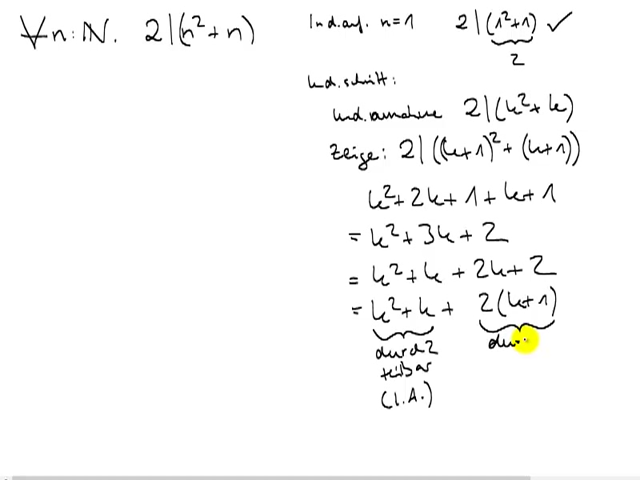 ∀n:ℕ. 2|(n²+n)
Ind.anf. n=1 2|(1²+1) ✓
2
Ind.schritt:
Ind.annahme 2|(k²+k)
Zeige: 2|((k+1)²+(k+1))
k²+2k+1+k+1
= k²+3k+2
= k²+k+2k+2
= k²+k+ 2(k+1)
durch 2 du
teilbar
(I.A.)